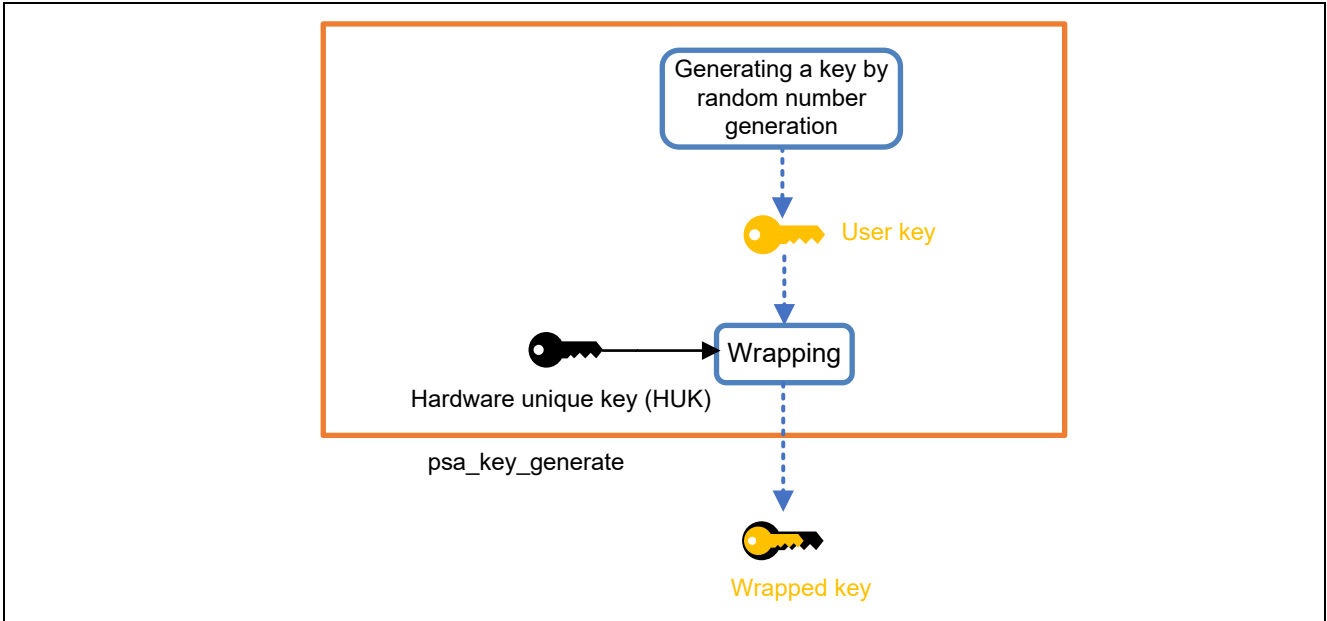 Generating a key by
random number
generation
User key
Wrapping
Hardware unique key (HUK)
psa_key_generate
Wrapped key